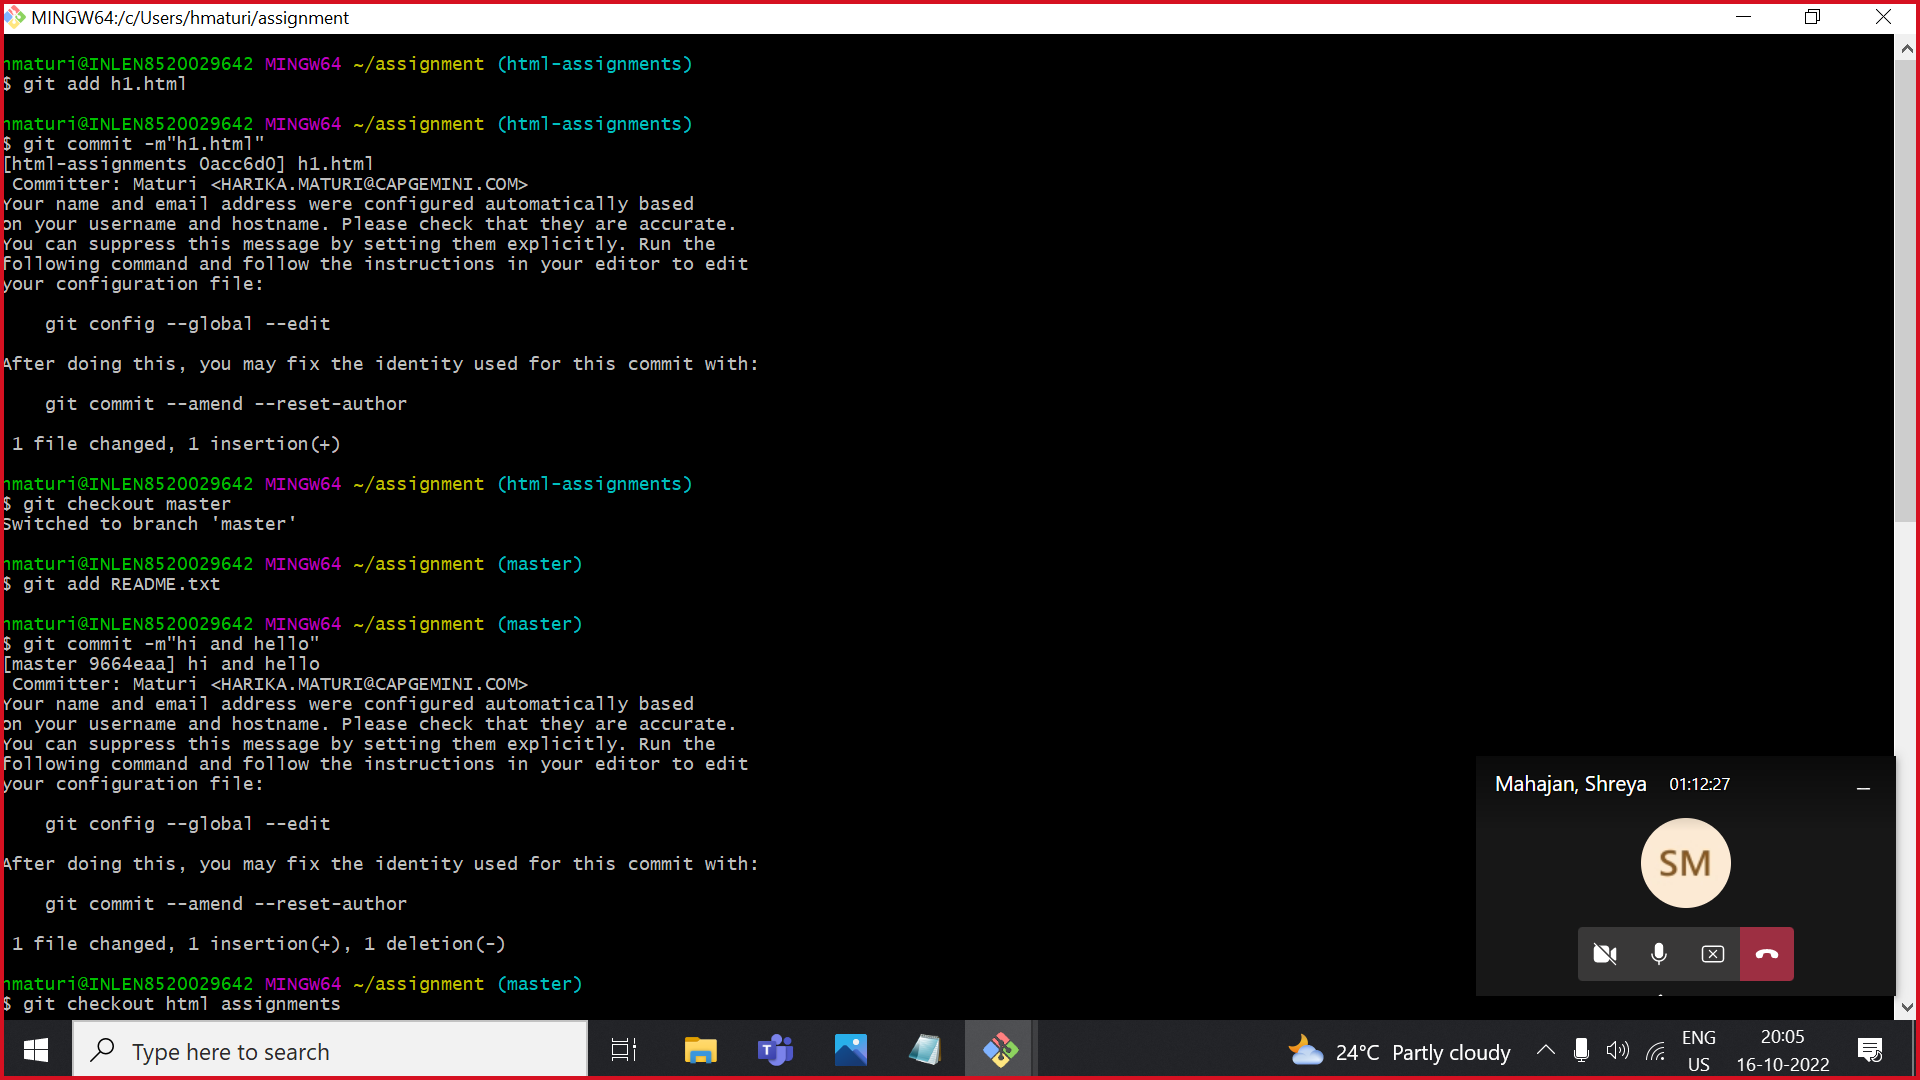 MINGW64:/c/Users/hmaturi/assignment
hmaturi@INLEN8520029642 MINGW64 ~/assignment (html-assignments)
$ git add h1.html
hmaturi@INLEN8520029642 MINGW64 ~/assignment (html-assignments)
$ git commit -m"h1.html"
[html-assignments 0acc6d0] h1.html
Committer: Maturi <HARIKA.MATURI@CAPGEMINI.COM>
Your name and email address were configured automatically based
on your username and hostname. Please check that they are accurate.
You can suppress this message by setting them explicitly. Run the
following command and follow the instructions in your editor to edit
your configuration file:
git config --global --edit
After doing this, you may fix the identity used for this commit with:
git commit --amend --reset-author
1 file changed, 1 insertion(+)
hmaturi@INLEN8520029642 MINGW64 ~/assignment (html-assignments)
$ git checkout master
Switched to branch 'master'
hmaturi@INLEN8520029642 MINGW64 ~/assignment (master)
$ git add README.txt
hmaturi@INLEN8520029642 MINGW64 ~/assignment (master)
$ git commit -m"hi and hello"
[master 9664eaa] hi and hello
Committer: Maturi <HARIKA.MATURI@CAPGEMINI.COM>
Your name and email address were configured automatically based
on your username and hostname. Please check that they are accurate.
You can suppress this message by setting them explicitly. Run the
following command and follow the instructions in your editor to edit
your configuration file:
git config --global --edit
After doing this, you may fix the identity used for this commit with:
git commit --amend --reset-author
1 file changed, 1 insertion(+), 1 deletion(-)
hmaturi@INLEN8520029642 MINGW64 ~/assignment (master)
$ git checkout html assignments
Mahajan, Shreya 01:12:27
SM
Type here to search
24°C Partly cloudy
ENG
US
20:05
16-10-2022